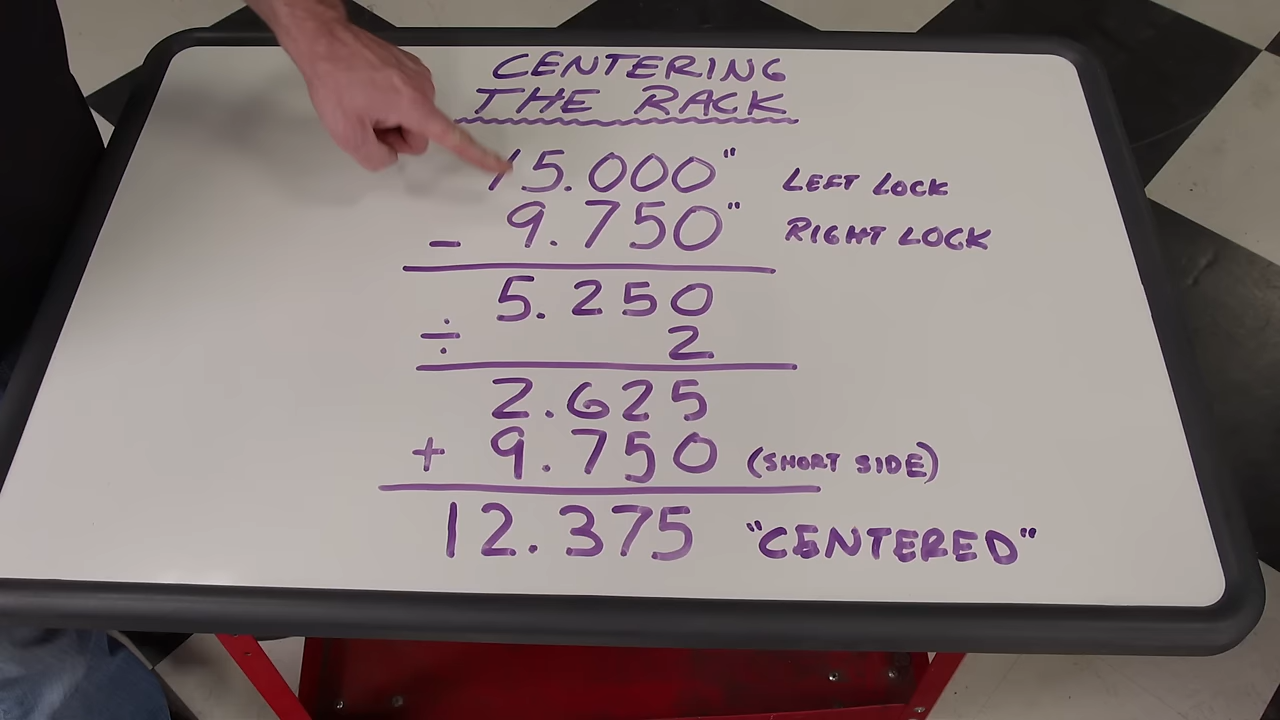 CENTERING
THE RACK
15.000" LEFT LOCK
- 9.750" RIGHT LOCK
5.250
÷ 2
2.625
+ 9.750 (SHORT SIDE)
12.375 "CENTERED"